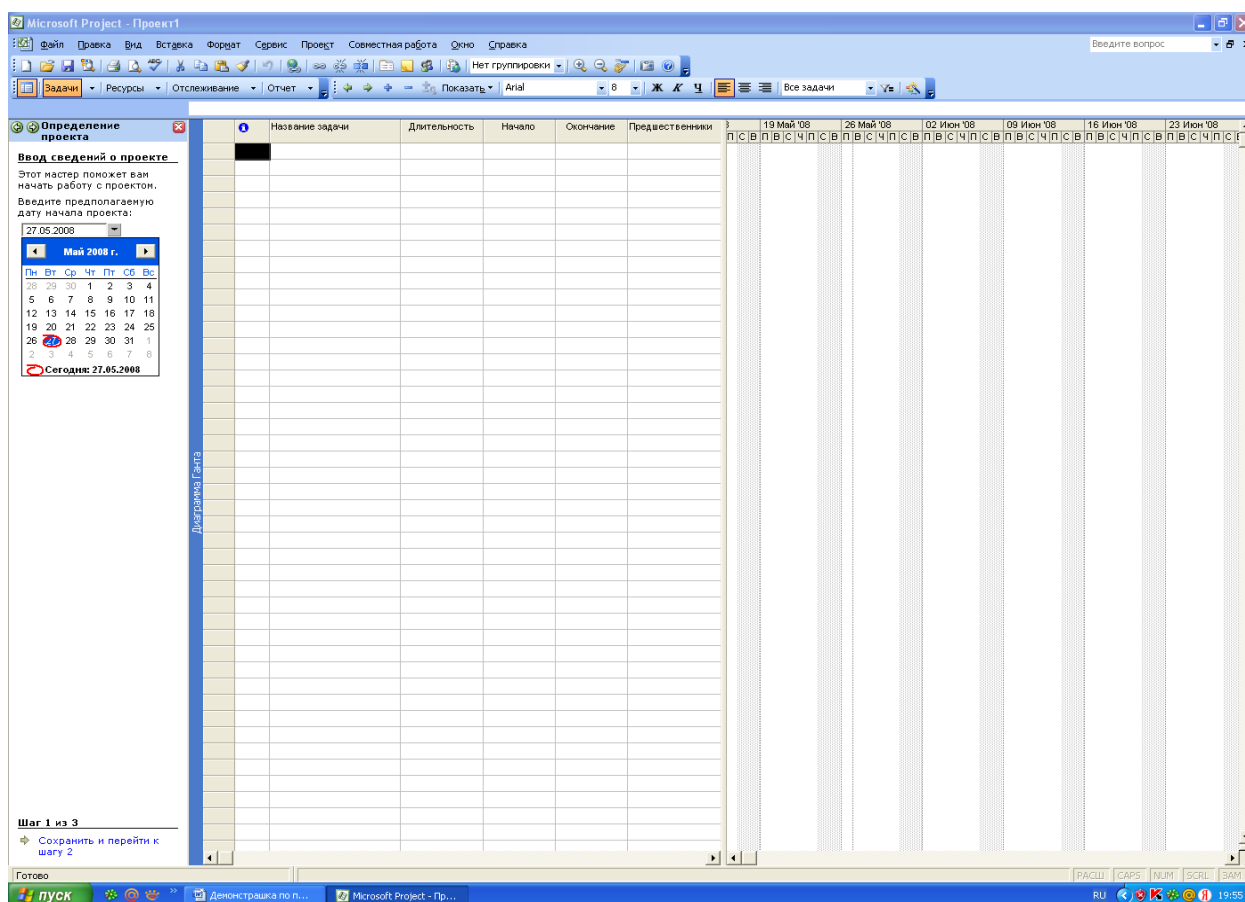 Microsoft Project - Проект1
Файл Правка Вид Вставка Формат Сервис Проект Совместная работа Окно Справка Введите вопрос
Нет группировки
Задачи Ресурсы Отслеживание Отчет Показать Arial 8 Ж К Ч Все задачи
Определение проекта
Ввод сведений о проекте
Этот мастер поможет вам
начать работу с проектом.
Введите предполагаемую
дату начала проекта:
27.05.2008
Май 2008 г.
Пн Вт Ср Чт Пт Сб Вс
28 29 30 1 2 3 4
5 6 7 8 9 10 11
12 13 14 15 16 17 18
19 20 21 22 23 24 25
26 27 28 29 30 31 1
2 3 4 5 6 7 8
Сегодня: 27.05.2008
Шаг 1 из 3
Сохранить и перейти к
шагу 2
Диаграмма Ганта
Название задачи Длительность Начало Окончание Предшественники
19 Май '08 26 Май '08 02 Июн '08 09 Июн '08 16 Июн '08 23 Июн '08
П С В П В С Ч П С В П В С Ч П С В П В С Ч П С В П В С Ч П С В П В С Ч П С В П В С Ч П С
Готово
РАСШ CAPS NUM SCRL ЗАМ
пуск Демонстрашка по п... Microsoft Project - Пр... RU 19:55